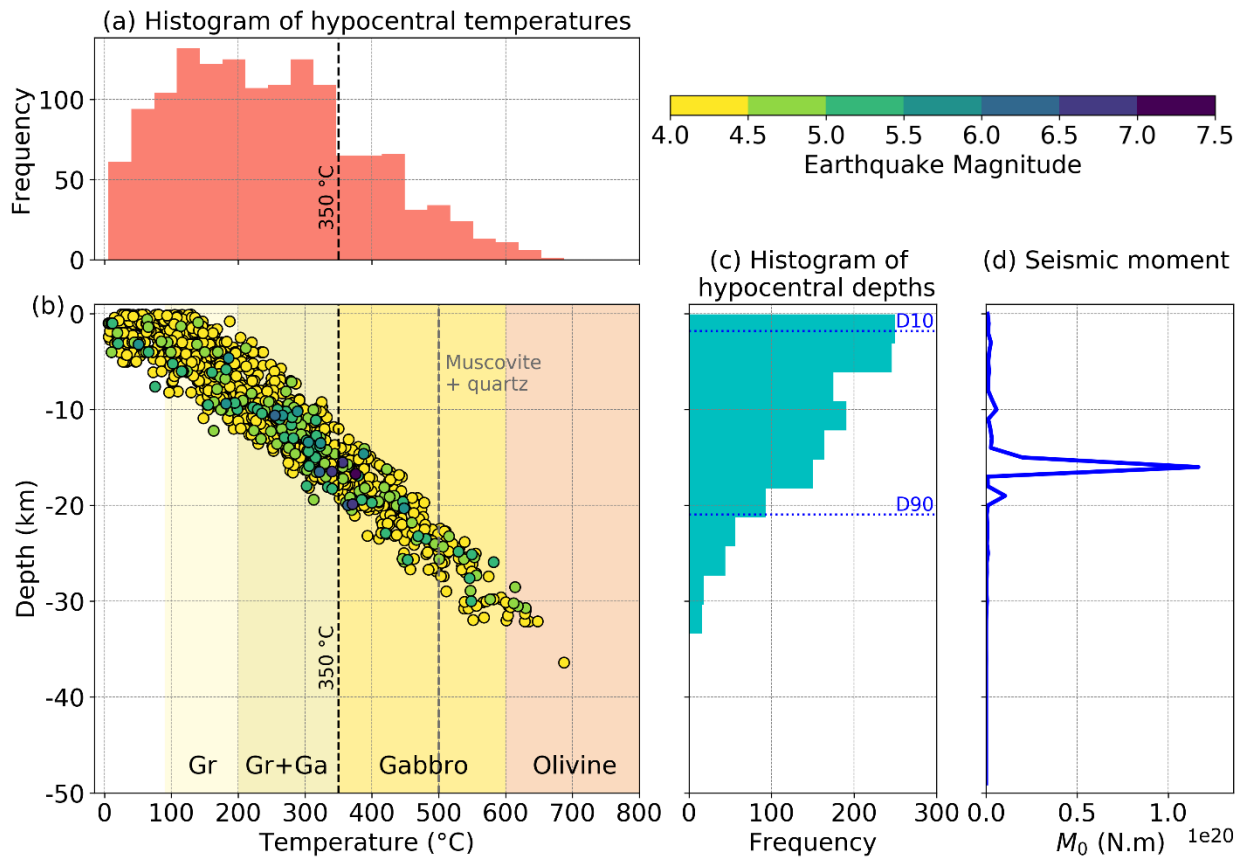 (a) Histogram of hypocentral temperatures
Frequency
100
50
0
350 °C
4.0 4.5 5.0 5.5 6.0 6.5 7.0 7.5
Earthquake Magnitude
(b)
Depth (km)
0
-10
-20
-30
-40
-50
Muscovite
+ quartz
350 °C
Gr Gr+Ga Gabbro Olivine
0 100 200 300 400 500 600 700 800
Temperature (°C)
(c) Histogram of
hypocentral depths
D10
D90
0 100 200 300
Frequency
(d) Seismic moment
0.0 0.5 1.0
1e20
M₀ (N.m)